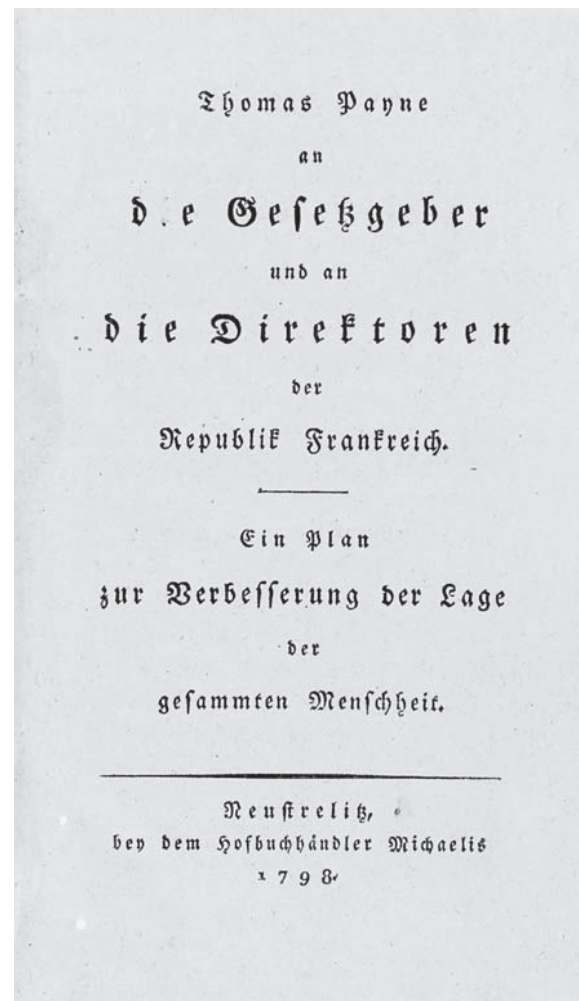 Thomas Payne
an
d.e Gesetzgeber
und an
die Direktoren
der
Republik Frankreich.
Ein Plan
zur Verbesserung der Lage
der
gesammten Menschheit.
Neustrelitz,
bey dem Hofbuchhändler Michaelis
1798.